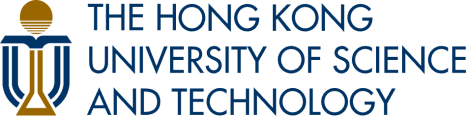 THE HONG KONG
UNIVERSITY OF SCIENCE
AND TECHNOLOGY